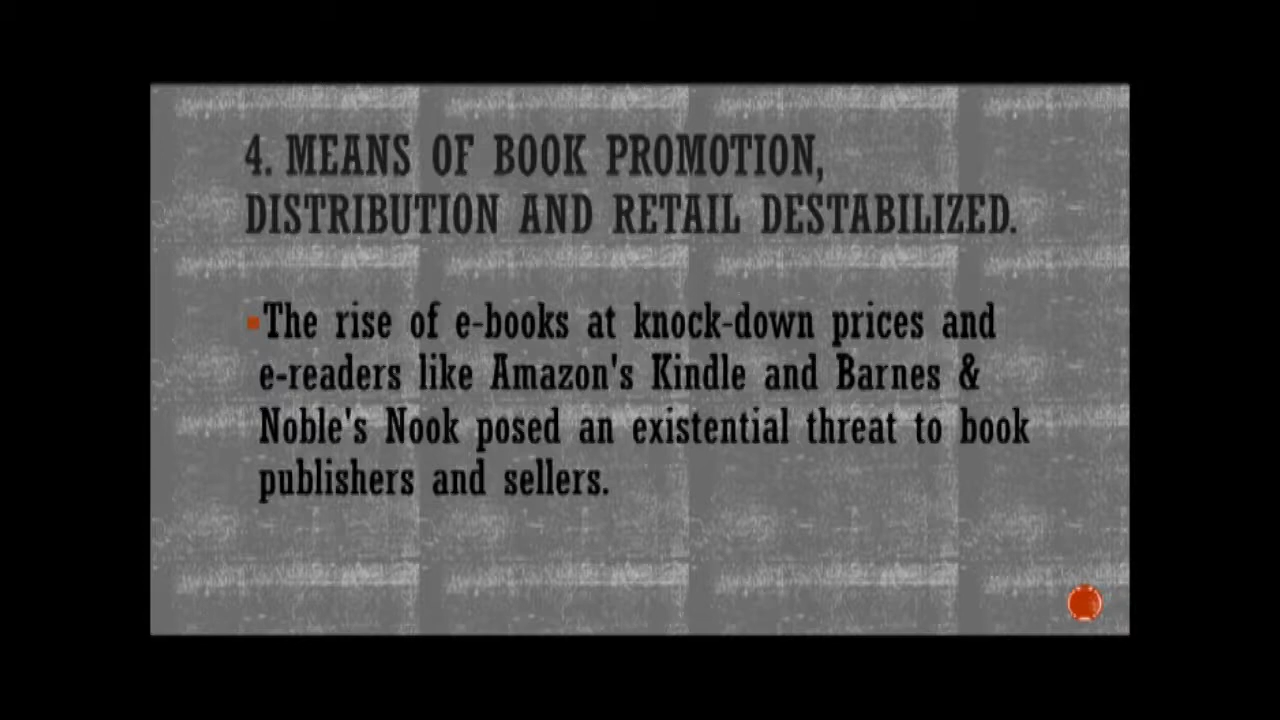 4. MEANS OF BOOK PROMOTION,
DISTRIBUTION AND RETAIL DESTABILIZED.
▪The rise of e-books at knock-down prices and
e-readers like Amazon's Kindle and Barnes &
Noble's Nook posed an existential threat to book
publishers and sellers.